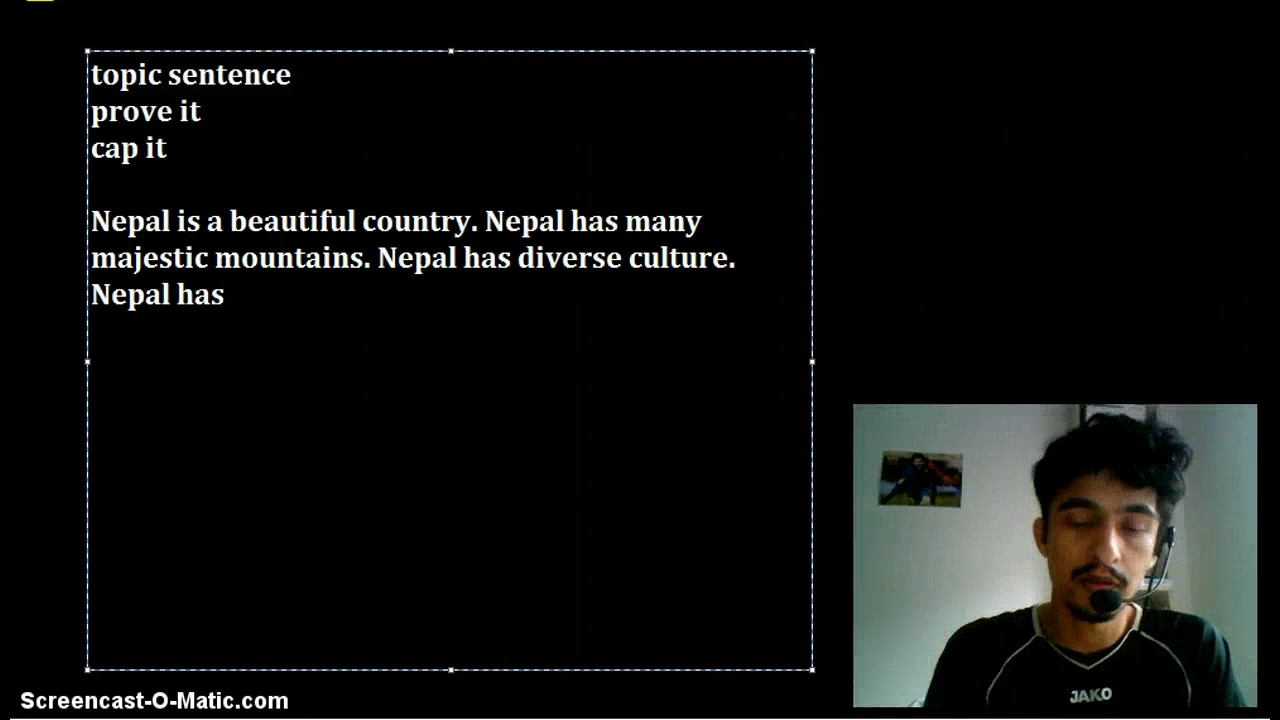 topic sentence
prove it
cap it
Nepal is a beautiful country. Nepal has many
majestic mountains. Nepal has diverse culture.
Nepal has
JAKO
Screencast-O-Matic.com